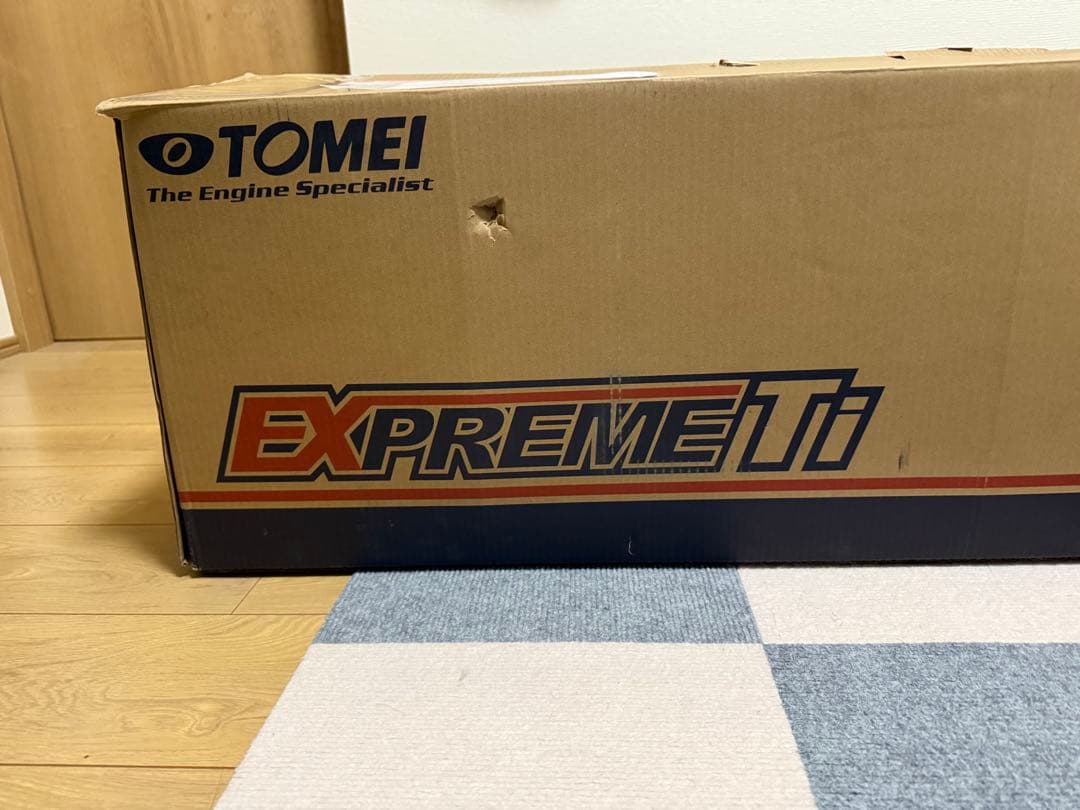 TOMEI
The Engine Specialist
EXPREME Ti